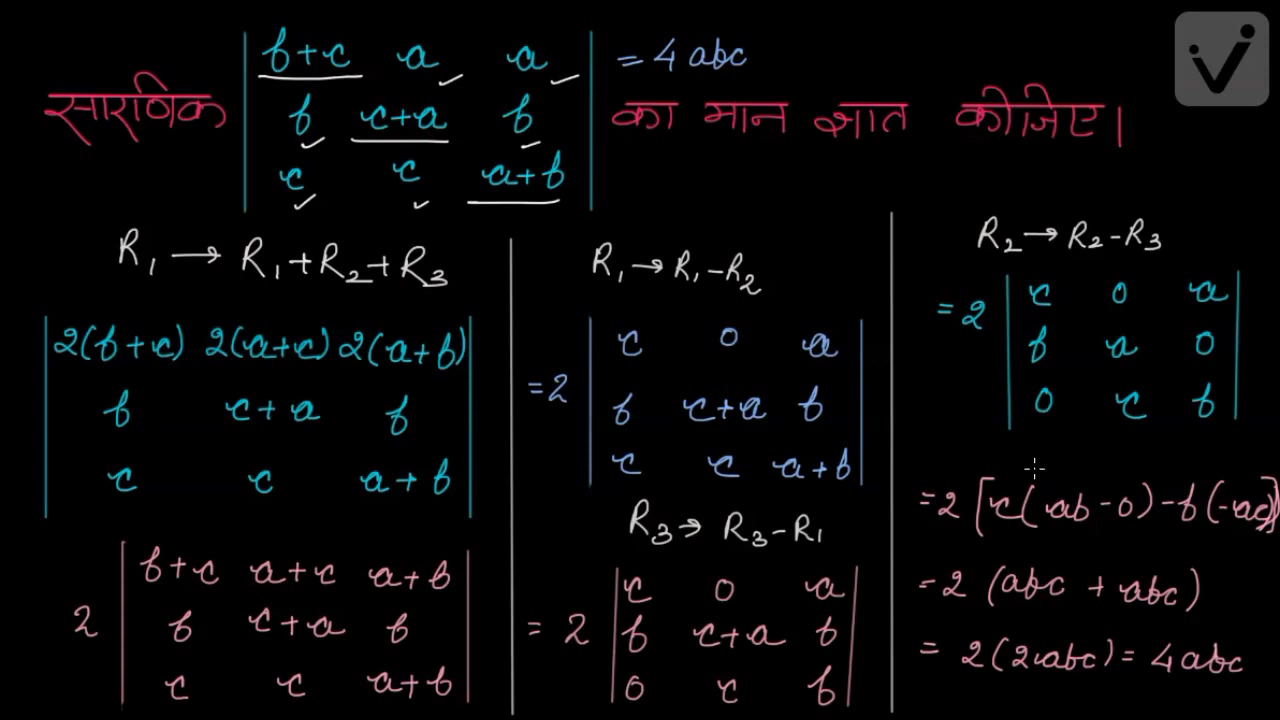 सारणिक | b+c a a | = 4abc
| b c+a b | का मान ज्ञात कीजिए।
| c c a+b |
R₁ → R₁+R₂+R₃
| 2(b+c) 2(a+c) 2(a+b) |
| b c+a b |
| c c a+b |
2 | b+c a+c a+b |
| b c+a b |
| c c a+b |
R₁ → R₁-R₂
=2 | c 0 a |
| b c+a b |
| c c a+b |
R₃ → R₃-R₁
= 2 | c 0 a |
| b c+a b |
| 0 c b |
R₂ → R₂-R₃
=2 | c 0 a |
| b a 0 |
| 0 c b |
=2 [c(ab-0)-b(-ac)]
=2 (abc + abc)
= 2(2abc) = 4abc